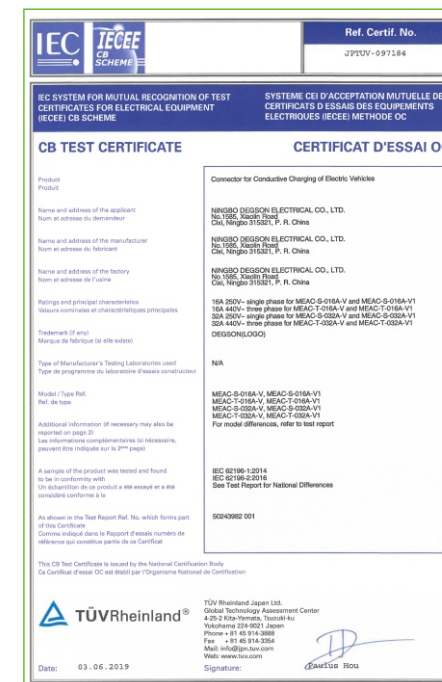 IEC
IECEE
CB
SCHEME
Ref. Certif. No.
JPTUV-097184
IEC SYSTEM FOR MUTUAL RECOGNITION OF TEST
CERTIFICATES FOR ELECTRICAL EQUIPMENT
(IECEE) CB SCHEME
SYSTEME CEI D'ACCEPTATION MUTUELLE DE
CERTIFICATS D ESSAIS DES EQUIPEMENTS
ELECTRIQUES (IECEE) METHODE OC
CB TEST CERTIFICATE
CERTIFICAT D'ESSAI O
Product
Produit
Connector for Conductive Charging of Electric Vehicles
Name and address of the applicant
Nom et adresse du demandeur
NINGBO DEGSON ELECTRICAL CO., LTD.
No.1585, Xiaolin Road
Cixi, Ningbo 315321, P. R. China
Name and address of the manufacturer
Nom et adresse du fabricant
NINGBO DEGSON ELECTRICAL CO., LTD.
No.1585, Xiaolin Road
Cixi, Ningbo 315321, P. R. China
Name and address of the factory
Nom et adresse de l'usine
NINGBO DEGSON ELECTRICAL CO., LTD.
No.1585, Xiaolin Road
Cixi, Ningbo 315321, P. R. China
Ratings and principal characteristics
Valeurs nominales et charactéristiques principales
16A 250V~ single phase for MEAC-S-016A-V and MEAC-S-016A-V1
16A 440V~ three phase for MEAC-T-016A-V and MEAC-T-016A-V1
32A 250V~ single phase for MEAC-S-032A-V and MEAC-S-032A-V1
32A 440V~ three phase for MEAC-T-032A-V and MEAC-T-032A-V1
Trademark (if any)
Marque de fabrique (si elle existe)
DEGSON(LOGO)
Type of Manufacturer's Testing Laboratories used
Type de programme du laboratoire d'essais constructeur
N/A
Model / Type Ref.
Ref. de type
MEAC-S-016A-V, MEAC-S-016A-V1
MEAC-T-016A-V, MEAC-T-016A-V1
MEAC-S-032A-V, MEAC-S-032A-V1
MEAC-T-032A-V, MEAC-T-032A-V1
For model differences, refer to test report
Additional information (if necessary may also be
reported on page 2)
Les informations complémentaires (si nécessaire,
peuvent être indiqués sur la 2ème page)
A sample of the product was tested and found
to be in conformity with
Un échantillon de ce produit a été essayé et a été
considéré conforme à la
IEC 62196-1:2014
IEC 62196-2:2016
See Test Report for National Differences
As shown in the Test Report Ref. No. which forms part
of this Certificate
Comme indiqué dans le Rapport d'essais numéro de
référence qui constitue partie de ce Certificat
50243982 001
This CB Test Certificate is issued by the National Certification Body
Ce Certificat d'essai OC est établi par l'Organisme National de Certification
TÜVRheinland®
TÜV Rheinland Japan Ltd.
Global Technology Assessment Center
4-25-2 Kita-Yamata, Tsuzuki-ku
Yokohama 224-0021 Japan
Phone + 81 45 914-3888
Fax + 81 45 914-3354
Mail: info@jpn.tuv.com
Web: www.tuv.com
Date: 03.06.2019
Signature: Paulus Hou